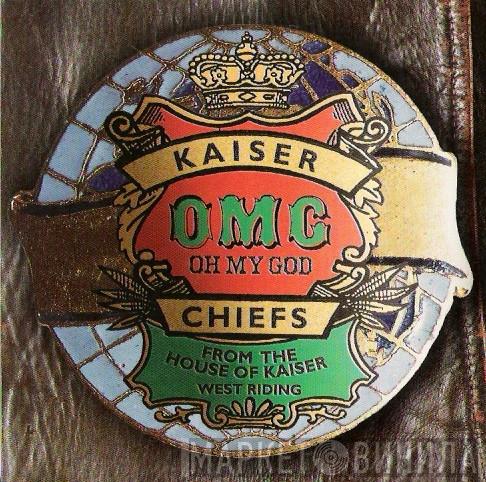 KAISER
OMG
OH MY GOD
CHIEFS
FROM THE
HOUSE OF KAISER
WEST RIDING
МАРКЕТ ВИНИЛА